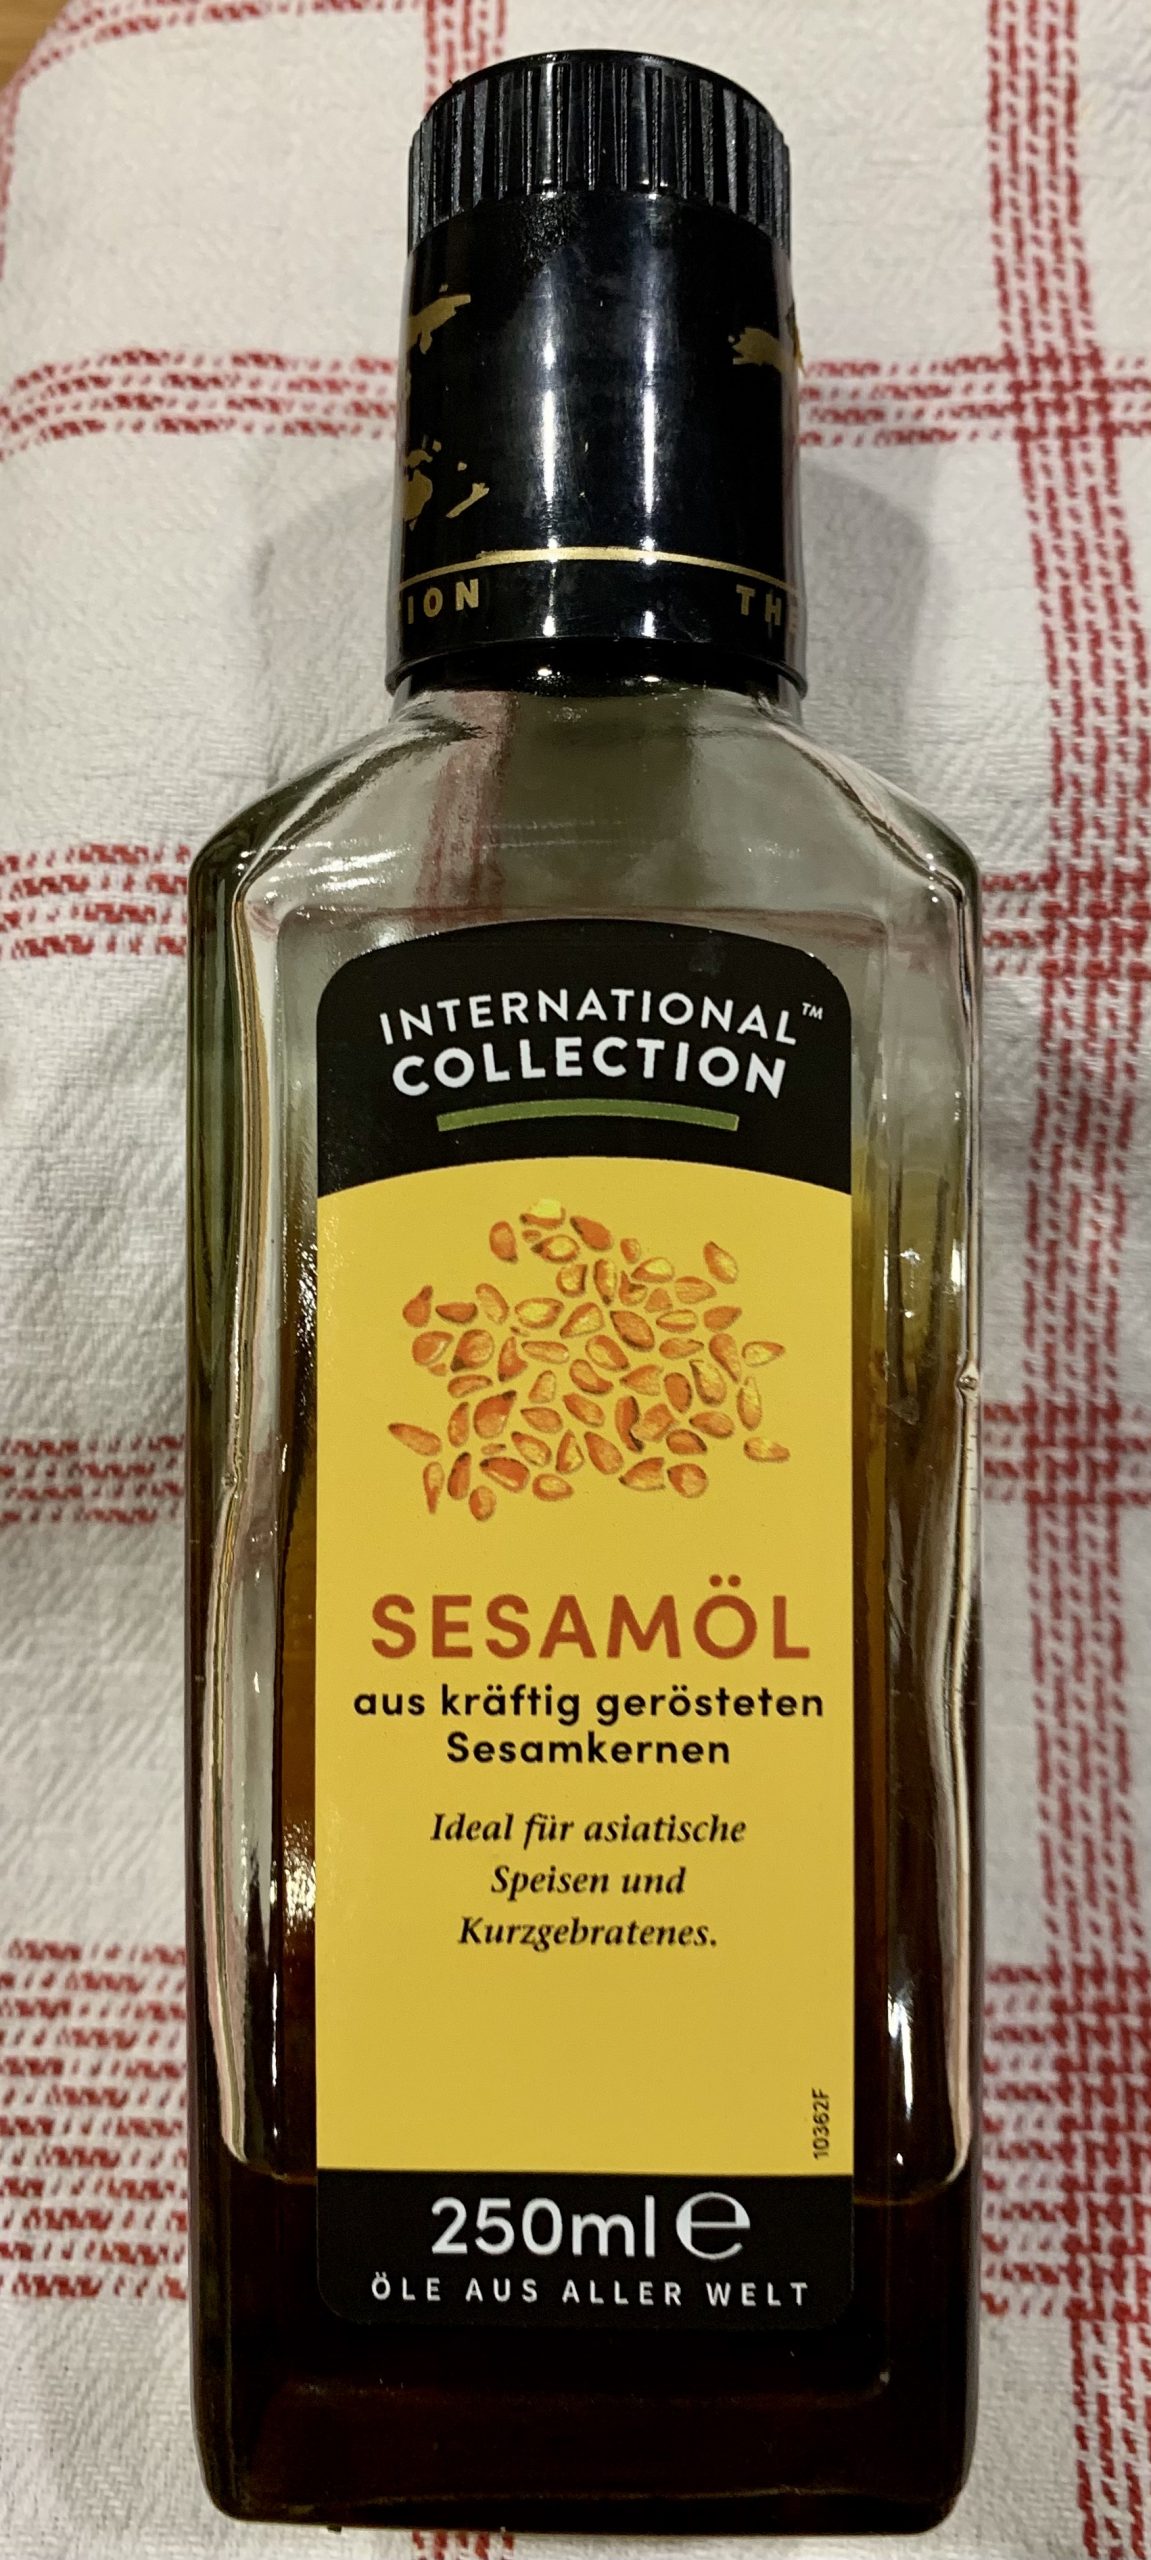 ION THE
INTERNATIONAL™
COLLECTION
SESAMÖL
aus kräftig gerösteten
Sesamkernen
Ideal für asiatische
Speisen und
Kurzgebratenes.
10362F
250ml ℮
ÖLE AUS ALLER WELT